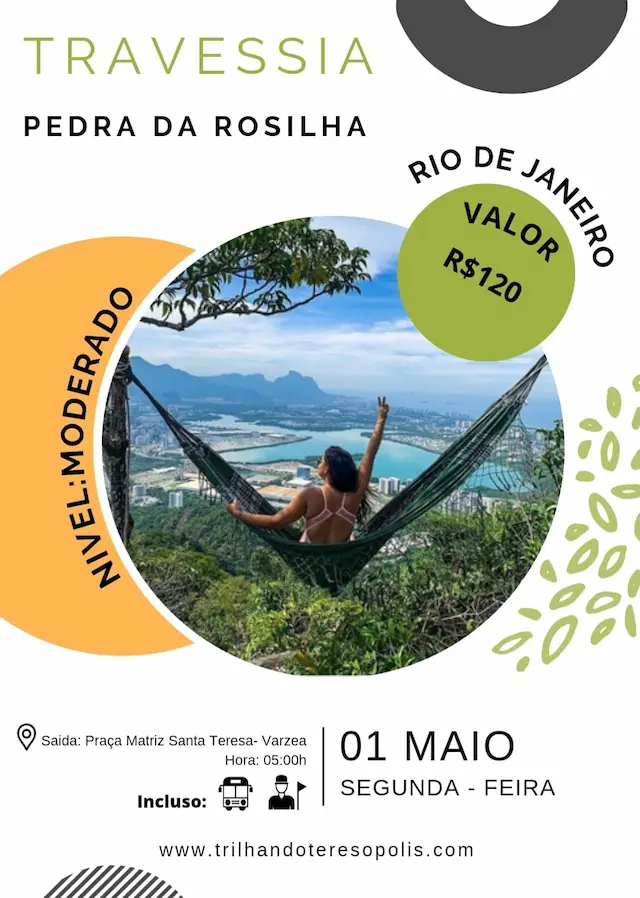 TRAVESSIA
PEDRA DA ROSILHA
RIO DE JANEIRO
VALOR
R$120
NIVEL:MODERADO
Saida: Praça Matriz Santa Teresa- Varzea
Hora: 05:00h
Incluso:
01 MAIO
SEGUNDA - FEIRA
www.trilhandoteresopolis.com